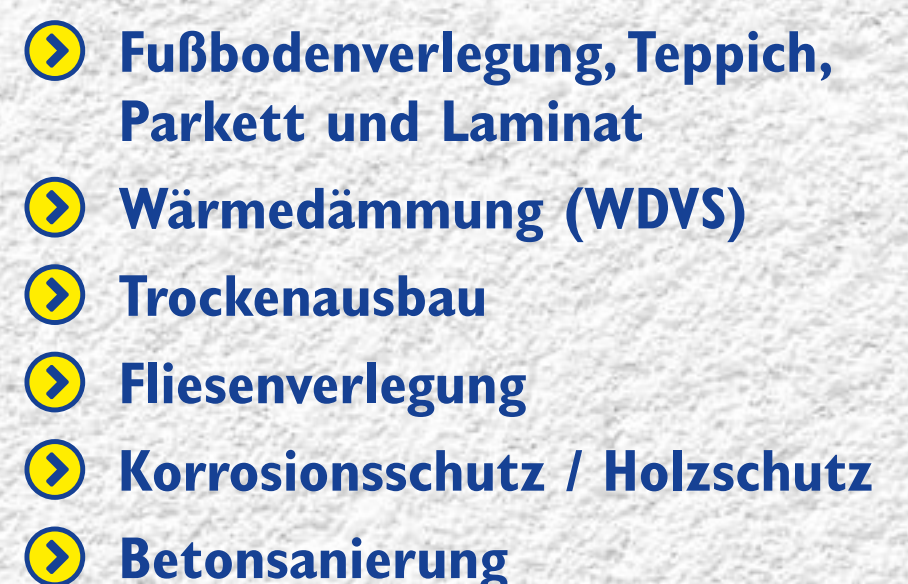 Fußbodenverlegung, Teppich,
Parkett und Laminat
Wärmedämmung (WDVS)
Trockenausbau
Fliesenverlegung
Korrosionsschutz / Holzschutz
Betonsanierung